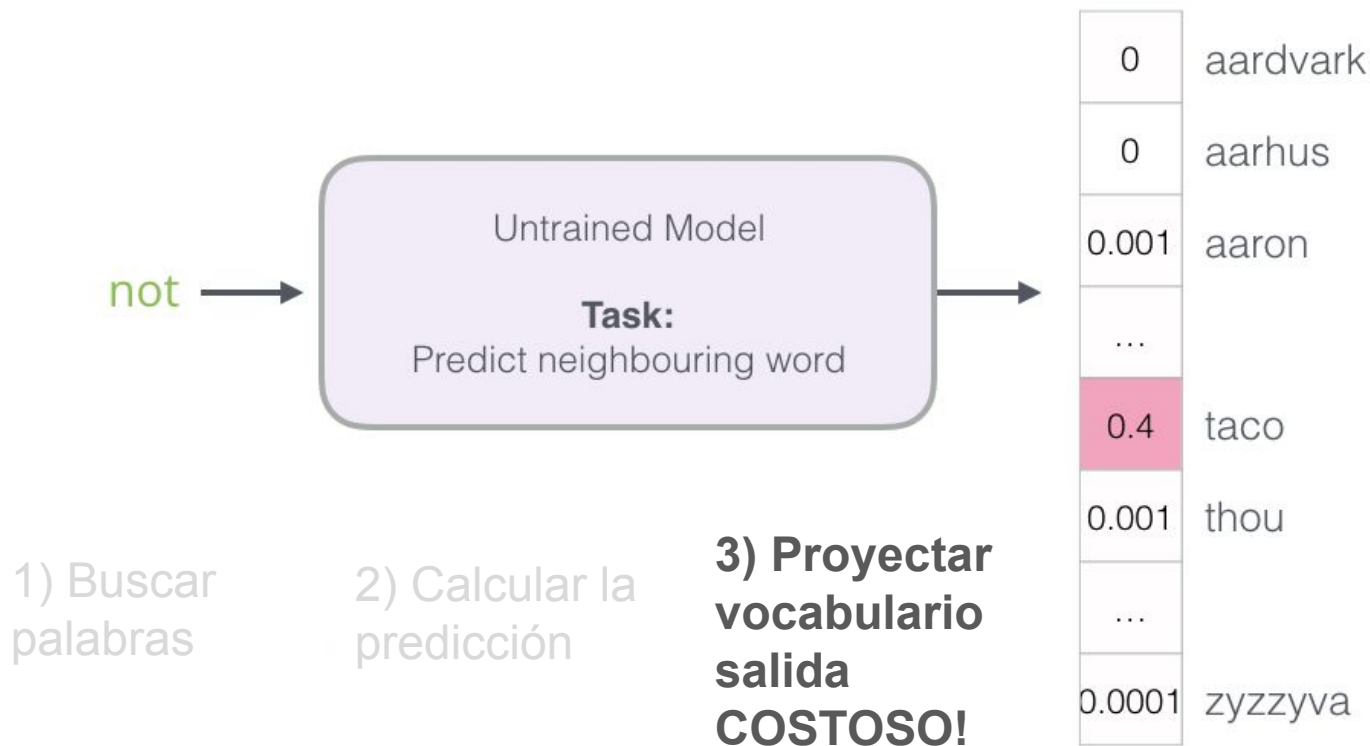 not
Untrained Model
Task:
Predict neighbouring word
0 aardvark
0 aarhus
0.001 aaron
...
0.4 taco
0.001 thou
...
0.0001 zyzzyva
1) Buscar
palabras
2) Calcular la
predicción
3) Proyectar
vocabulario
salida
COSTOSO!